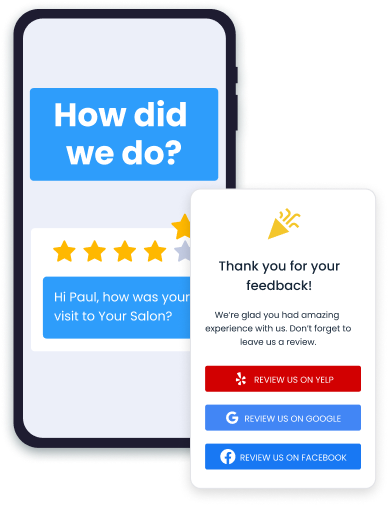 How did
we do?
Hi Paul, how was your
visit to Your Salon?
Thank you for your
feedback!
We're glad you had amazing
experience with us. Don't forget to
leave us a review.
REVIEW US ON YELP
REVIEW US ON GOOGLE
REVIEW US ON FACEBOOK